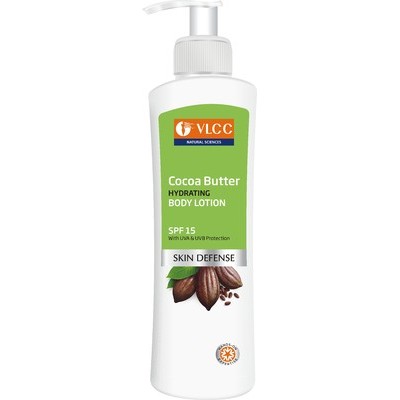 VLCC
NATURAL SCIENCES
Cocoa Butter
HYDRATING
BODY LOTION
SPF 15
With UVA & UVB Protection
SKIN DEFENSE